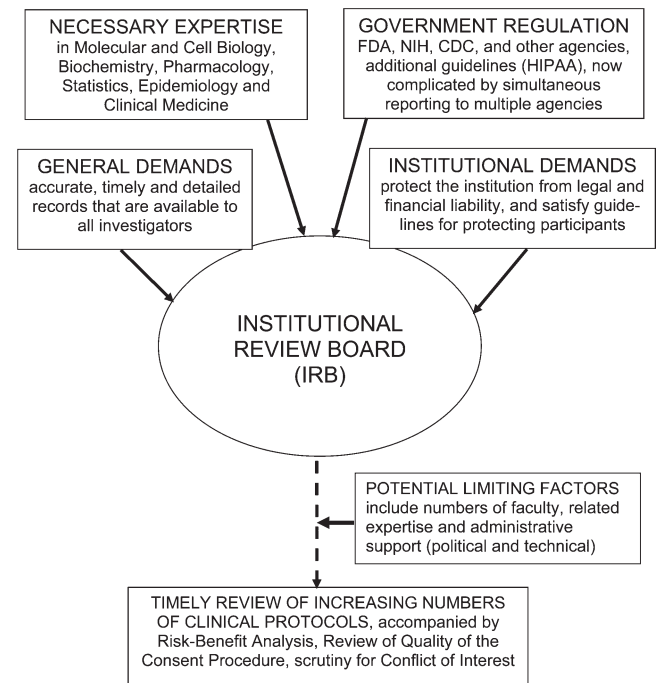 NECESSARY EXPERTISE
in Molecular and Cell Biology,
Biochemistry, Pharmacology,
Statistics, Epidemiology and
Clinical Medicine
GOVERNMENT REGULATION
FDA, NIH, CDC, and other agencies,
additional guidelines (HIPAA), now
complicated by simultaneous
reporting to multiple agencies
GENERAL DEMANDS
accurate, timely and detailed
records that are available to
all investigators
INSTITUTIONAL DEMANDS
protect the institution from legal and
financial liability, and satisfy guide-
lines for protecting participants
INSTITUTIONAL
REVIEW BOARD
(IRB)
POTENTIAL LIMITING FACTORS
include numbers of faculty, related
expertise and administrative
support (political and technical)
TIMELY REVIEW OF INCREASING NUMBERS
OF CLINICAL PROTOCOLS, accompanied by
Risk-Benefit Analysis, Review of Quality of the
Consent Procedure, scrutiny for Conflict of Interest